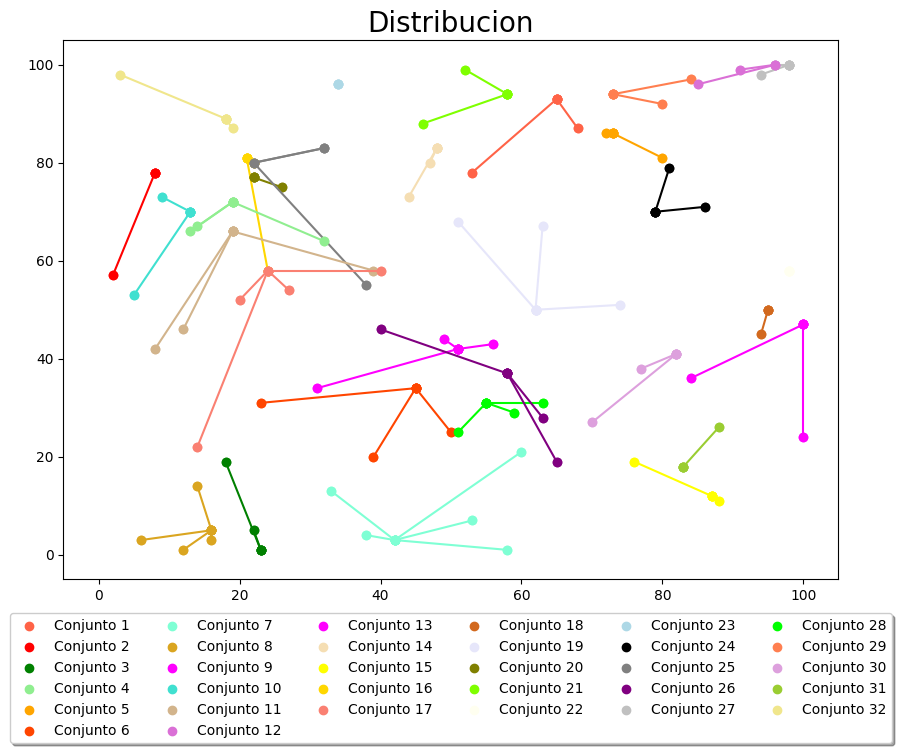 Distribucion
100
80
60
40
20
0
0 20 40 60 80 100
Conjunto 1 Conjunto 7 Conjunto 13 Conjunto 18 Conjunto 23 Conjunto 28
Conjunto 2 Conjunto 8 Conjunto 14 Conjunto 19 Conjunto 24 Conjunto 29
Conjunto 3 Conjunto 9 Conjunto 15 Conjunto 20 Conjunto 25 Conjunto 30
Conjunto 4 Conjunto 10 Conjunto 16 Conjunto 21 Conjunto 26 Conjunto 31
Conjunto 5 Conjunto 11 Conjunto 17 Conjunto 22 Conjunto 27 Conjunto 32
Conjunto 6 Conjunto 12